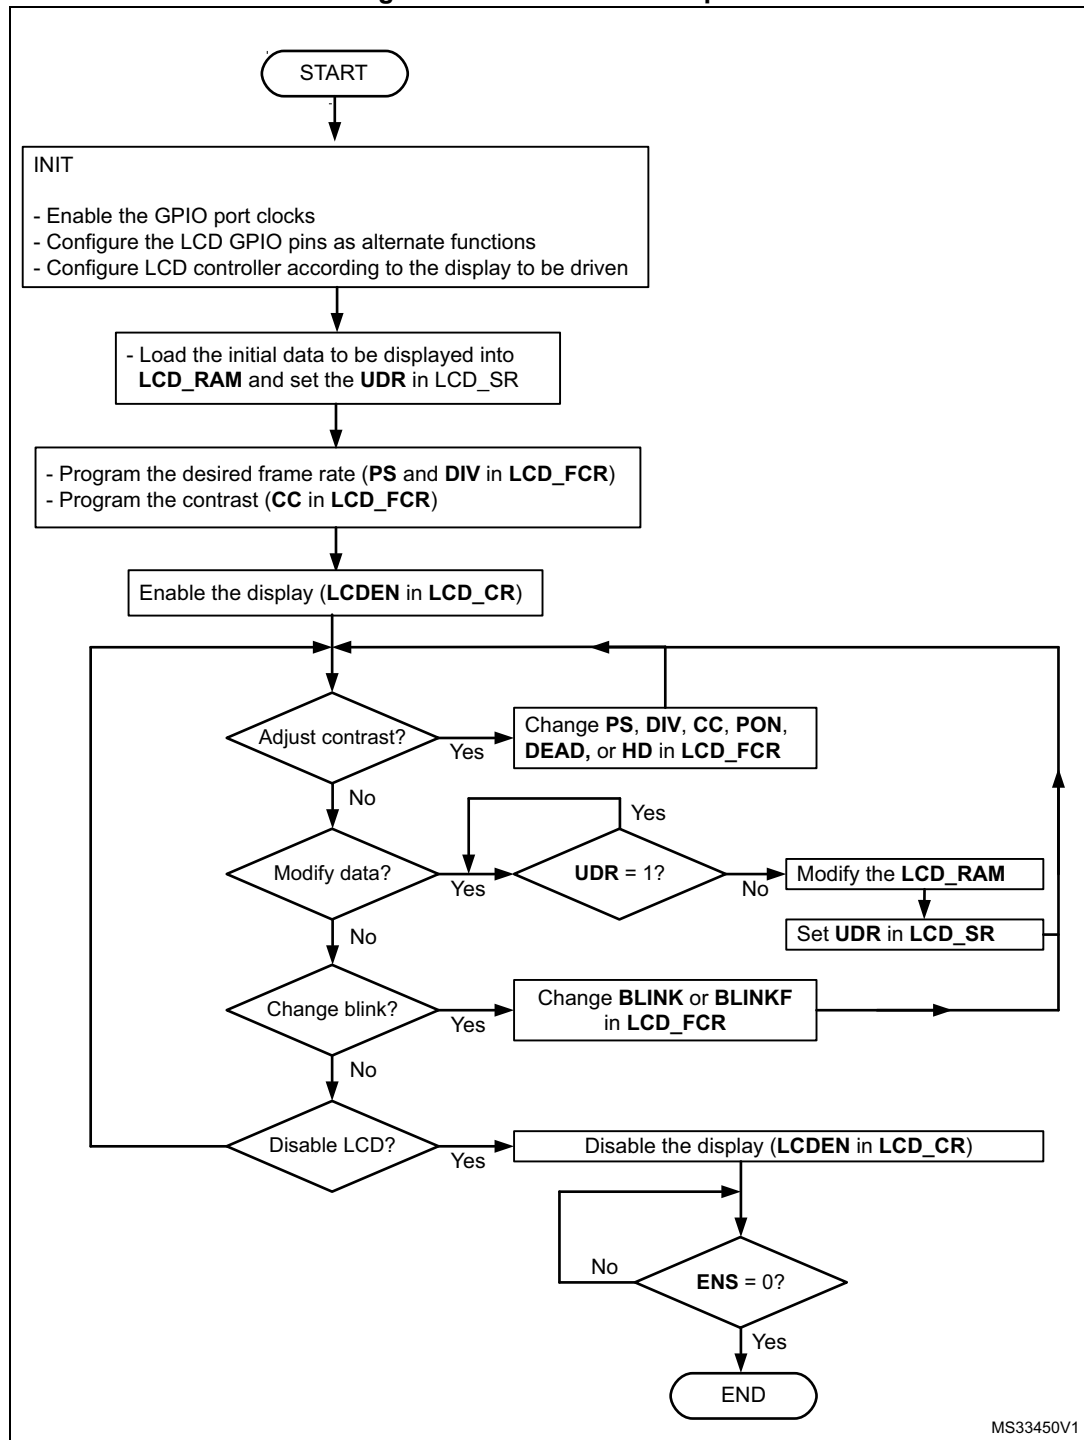 START
INIT
- Enable the GPIO port clocks
- Configure the LCD GPIO pins as alternate functions
- Configure LCD controller according to the display to be driven
- Load the initial data to be displayed into
LCD_RAM and set the UDR in LCD_SR
- Program the desired frame rate (PS and DIV in LCD_FCR)
- Program the contrast (CC in LCD_FCR)
Enable the display (LCDEN in LCD_CR)
Adjust contrast?
Yes
Change PS, DIV, CC, PON,
DEAD, or HD in LCD_FCR
No
Modify data?
Yes
UDR = 1?
Yes
No
Modify the LCD_RAM
Set UDR in LCD_SR
No
Change blink?
Yes
Change BLINK or BLINKF
in LCD_FCR
No
Disable LCD?
Yes
Disable the display (LCDEN in LCD_CR)
No
ENS = 0?
Yes
END
MS33450V1